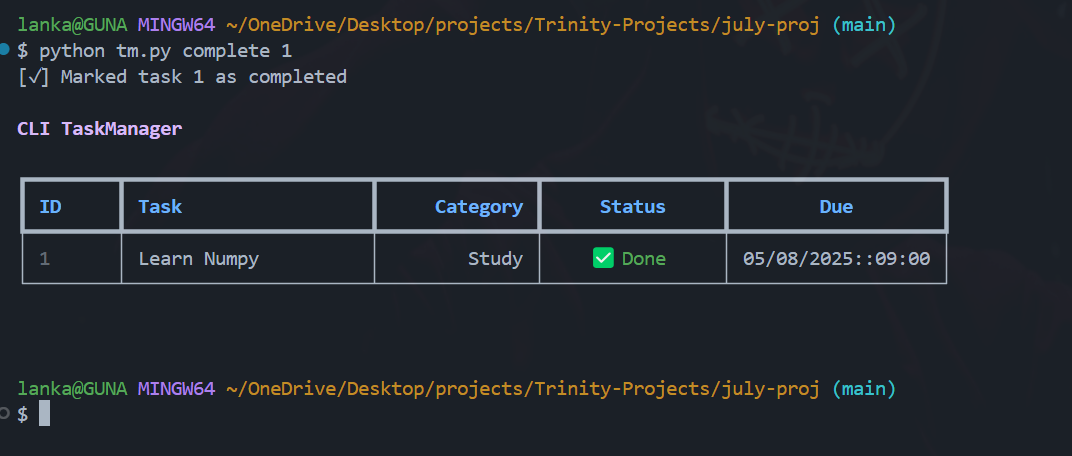 lanka@GUNA MINGW64 ~/OneDrive/Desktop/projects/Trinity-Projects/july-proj (main)
$ python tm.py complete 1
[✓] Marked task 1 as completed
CLI TaskManager
ID Task Category Status Due
1 Learn Numpy Study ✅ Done 05/08/2025::09:00
lanka@GUNA MINGW64 ~/OneDrive/Desktop/projects/Trinity-Projects/july-proj (main)
$